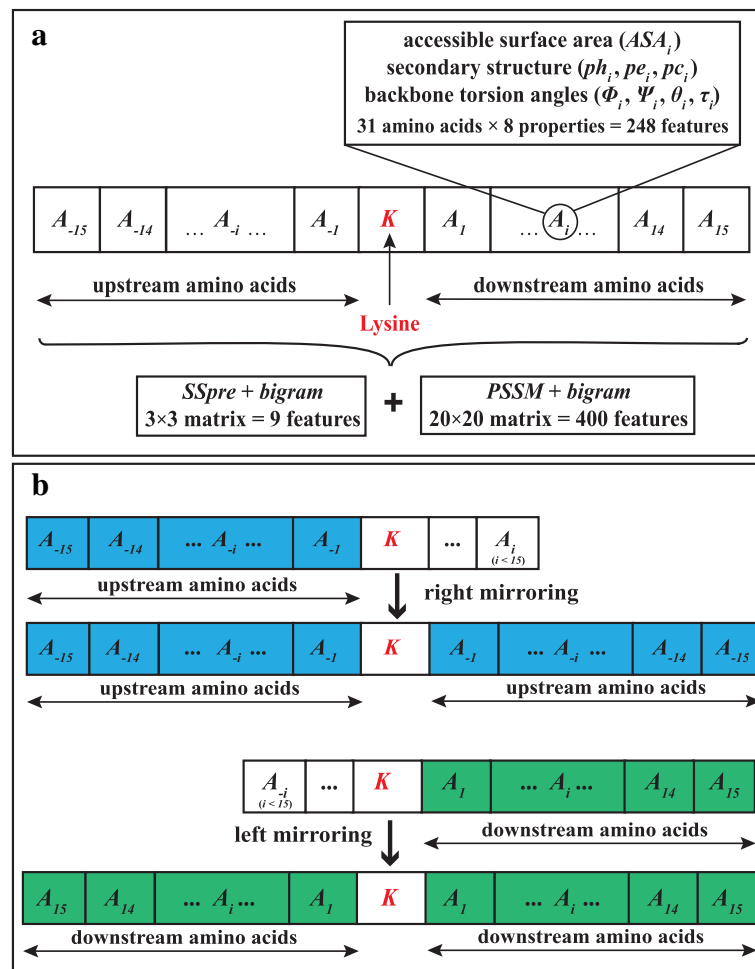 a
accessible surface area (ASAᵢ)
secondary structure (phᵢ, peᵢ, pcᵢ)
backbone torsion angles (Φᵢ, Ψᵢ, θᵢ, τᵢ)
31 amino acids × 8 properties = 248 features
A₋₁₅ A₋₁₄ ... A₋ᵢ ... A₋₁ K A₁ ... Aᵢ ... A₁₄ A₁₅
upstream amino acids downstream amino acids
Lysine
SSpre + bigram
3×3 matrix = 9 features
+
PSSM + bigram
20×20 matrix = 400 features
b
A₋₁₅ A₋₁₄ ... A₋ᵢ ... A₋₁ K ... Aᵢ
(i < 15)
upstream amino acids
right mirroring
A₋₁₅ A₋₁₄ ... A₋ᵢ ... A₋₁ K A₋₁ ... A₋ᵢ ... A₋₁₄ A₋₁₅
upstream amino acids upstream amino acids
A₋ᵢ ... K A₁ ... Aᵢ ... A₁₄ A₁₅
(i < 15)
left mirroring
downstream amino acids
A₁₅ A₁₄ ... Aᵢ ... A₁ K A₁ ... Aᵢ ... A₁₄ A₁₅
downstream amino acids downstream amino acids